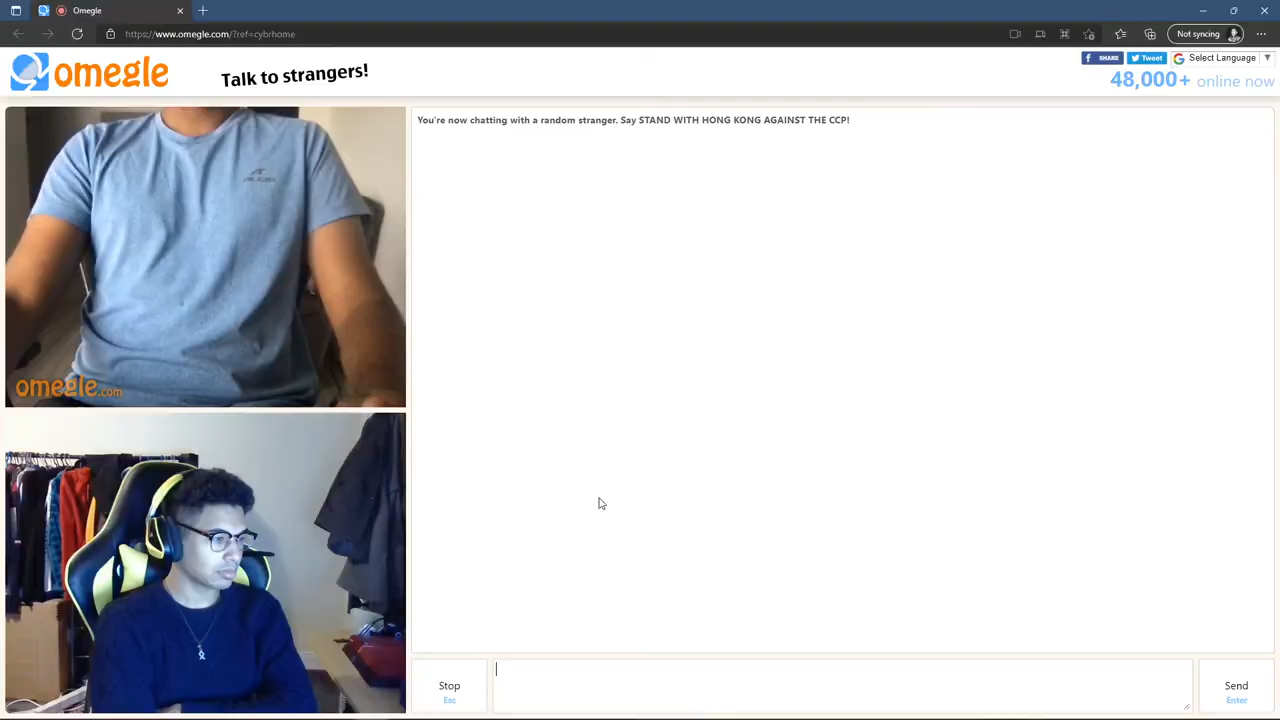 Omegle
https://www.omegle.com/?ref=cybrhome
Not syncing
omegle
Talk to strangers!
SHARE
Tweet
Select Language
48,000+ online now
You're now chatting with a random stranger. Say STAND WITH HONG KONG AGAINST THE CCP!
omegle.com
Stop
Esc
Send
Enter